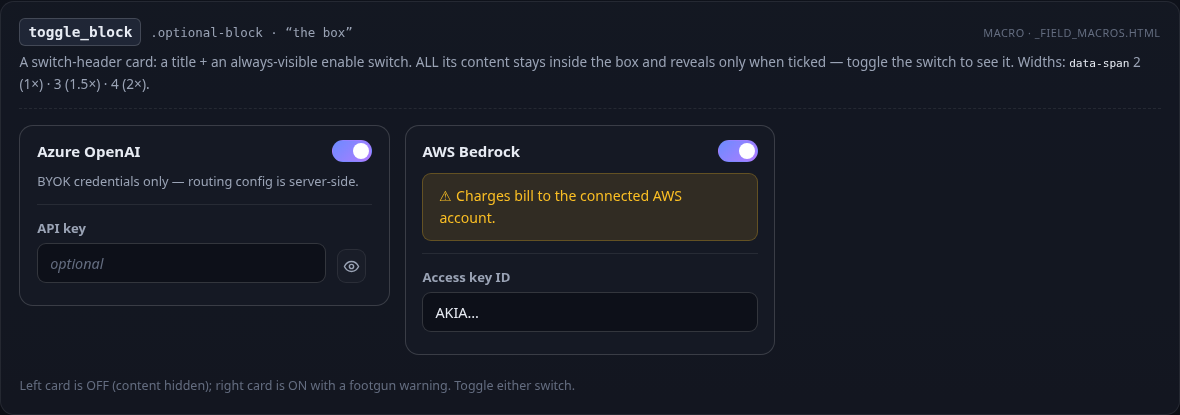 toggle_block .optional-block · “the box” MACRO · _FIELD_MACROS.HTML
A switch-header card: a title + an always-visible enable switch. ALL its content stays inside the box and reveals only when ticked — toggle the switch to see it. Widths: data-span 2
(1×) · 3 (1.5×) · 4 (2×).
Azure OpenAI
BYOK credentials only — routing config is server-side.
API key
optional
AWS Bedrock
⚠ Charges bill to the connected AWS
account.
Access key ID
AKIA...
Left card is OFF (content hidden); right card is ON with a footgun warning. Toggle either switch.